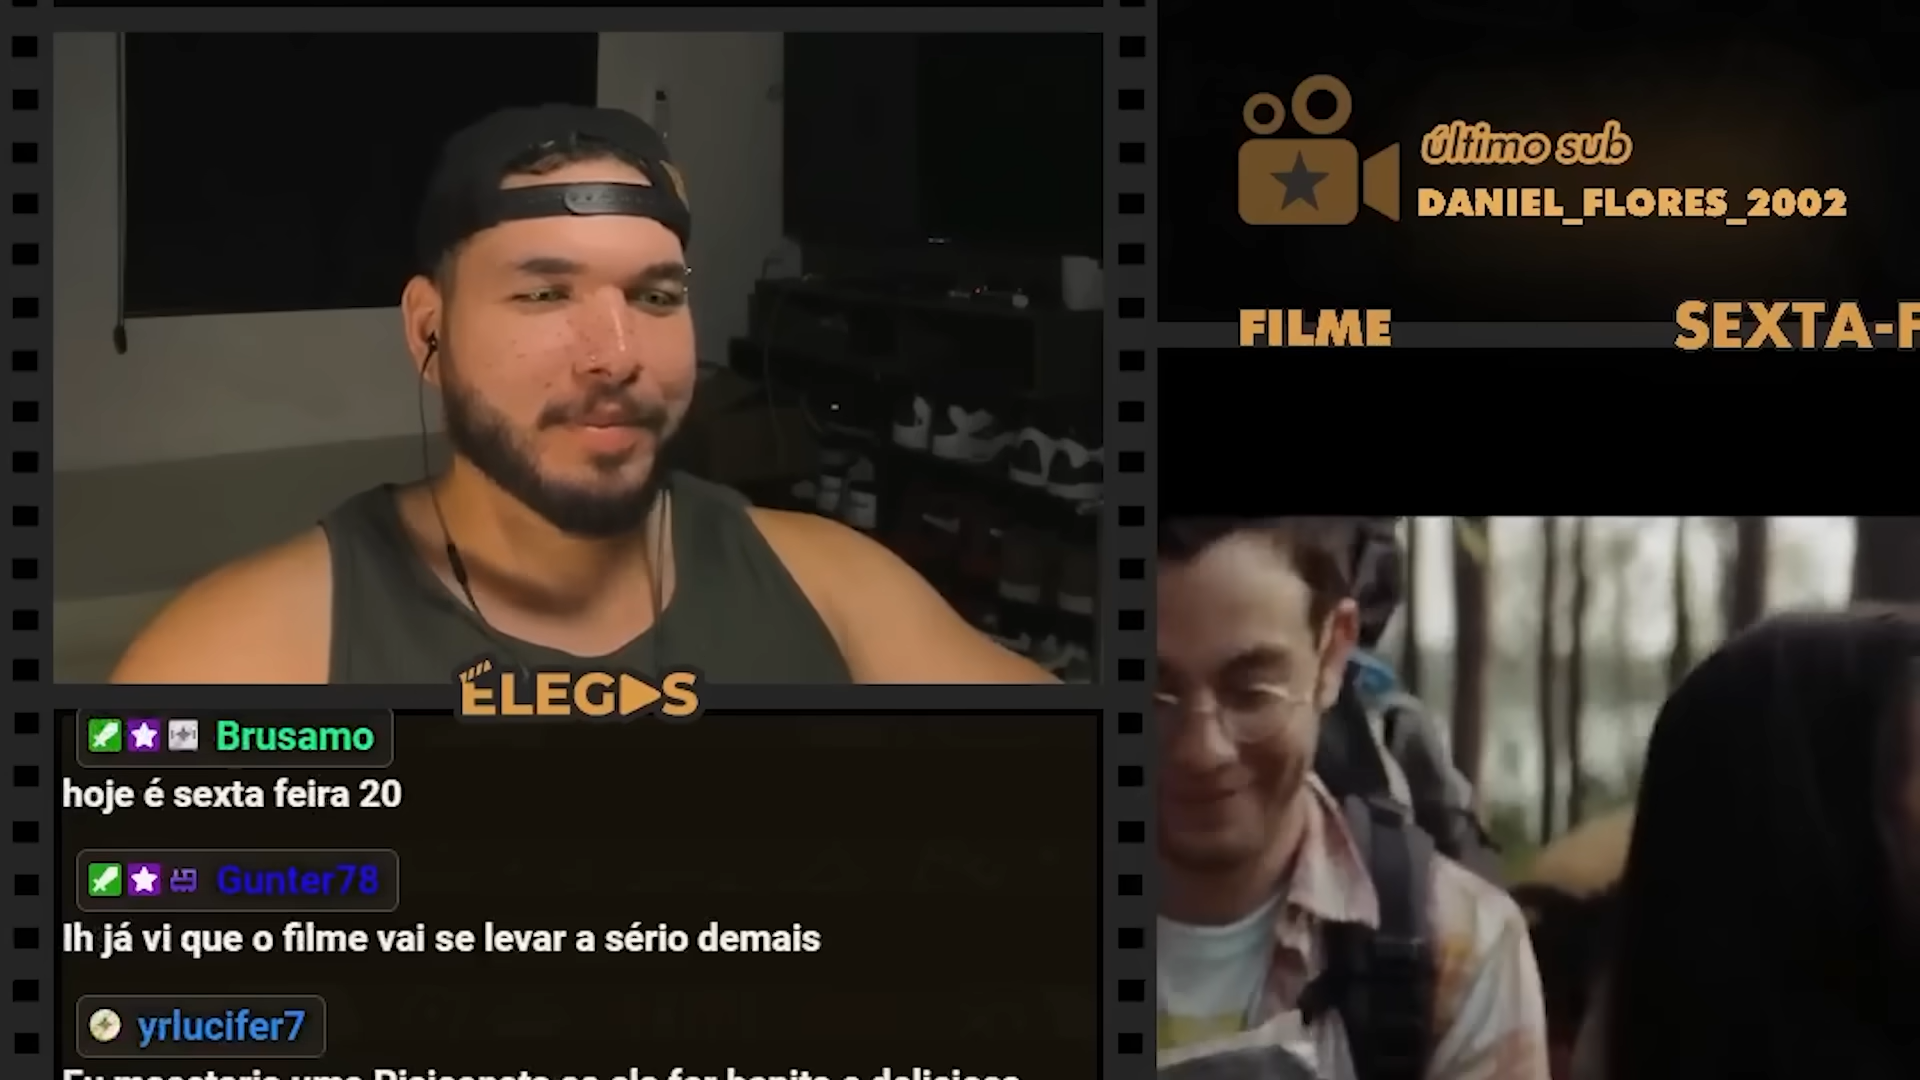 último sub
DANIEL_FLORES_2002
FILME
SEXTA-F
ÉLEGOS
Brusamo
hoje é sexta feira 20
Gunter78
Ih já vi que o filme vai se levar a sério demais
yrlucifer7